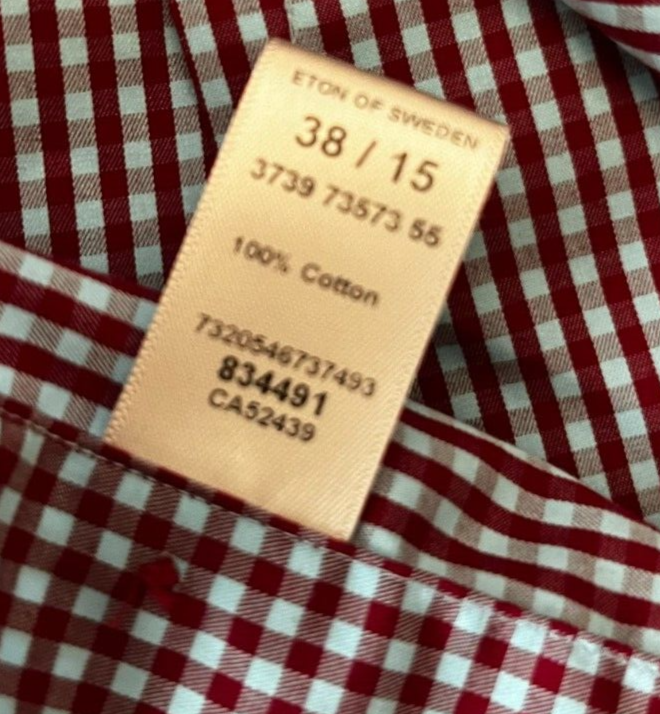 ETON OF SWEDEN
38 / 15
3739 73573 55
100% Cotton
7320546737493
834491
CA52439